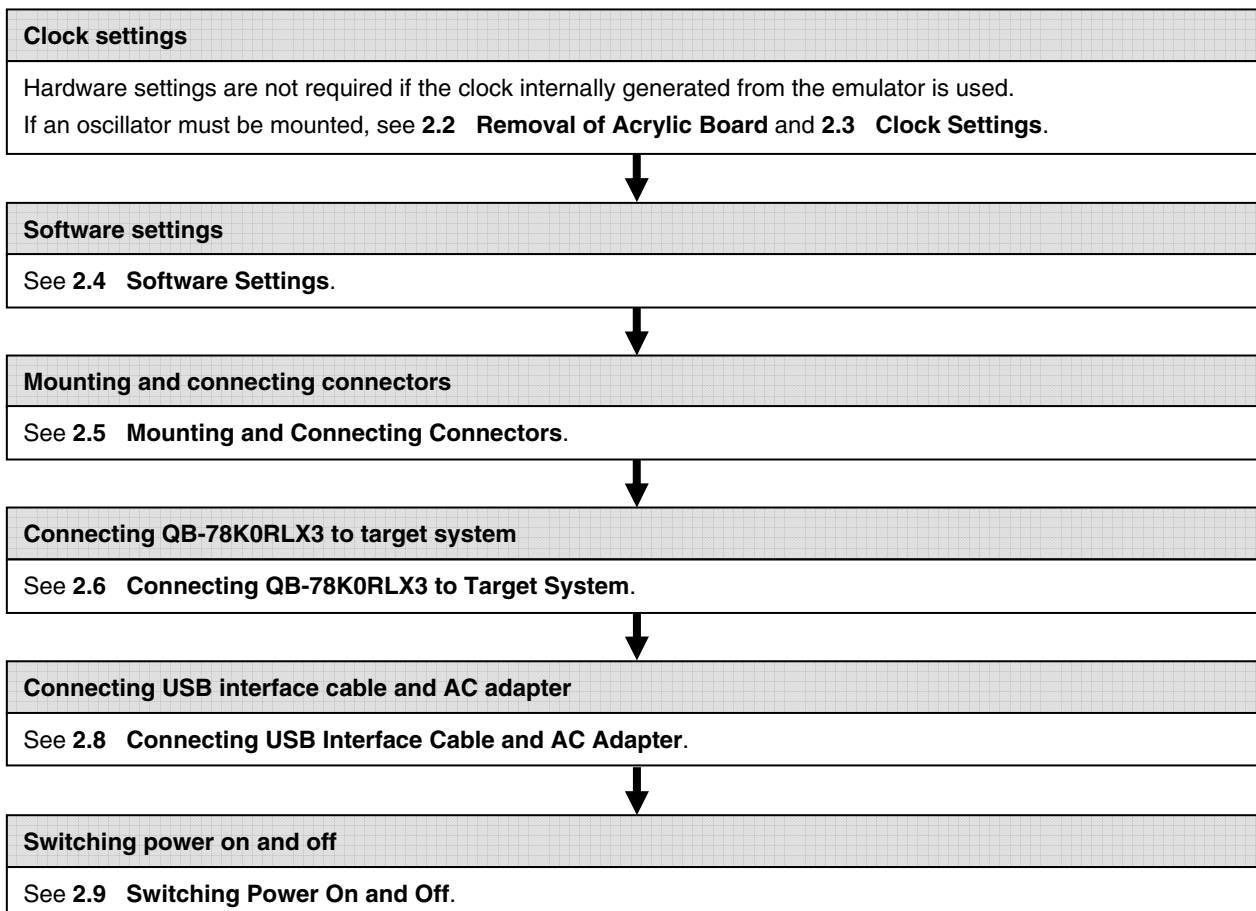 Clock settings
Hardware settings are not required if the clock internally generated from the emulator is used.
If an oscillator must be mounted, see 2.2 Removal of Acrylic Board and 2.3 Clock Settings.
Software settings
See 2.4 Software Settings.
Mounting and connecting connectors
See 2.5 Mounting and Connecting Connectors.
Connecting QB-78K0RLX3 to target system
See 2.6 Connecting QB-78K0RLX3 to Target System.
Connecting USB interface cable and AC adapter
See 2.8 Connecting USB Interface Cable and AC Adapter.
Switching power on and off
See 2.9 Switching Power On and Off.